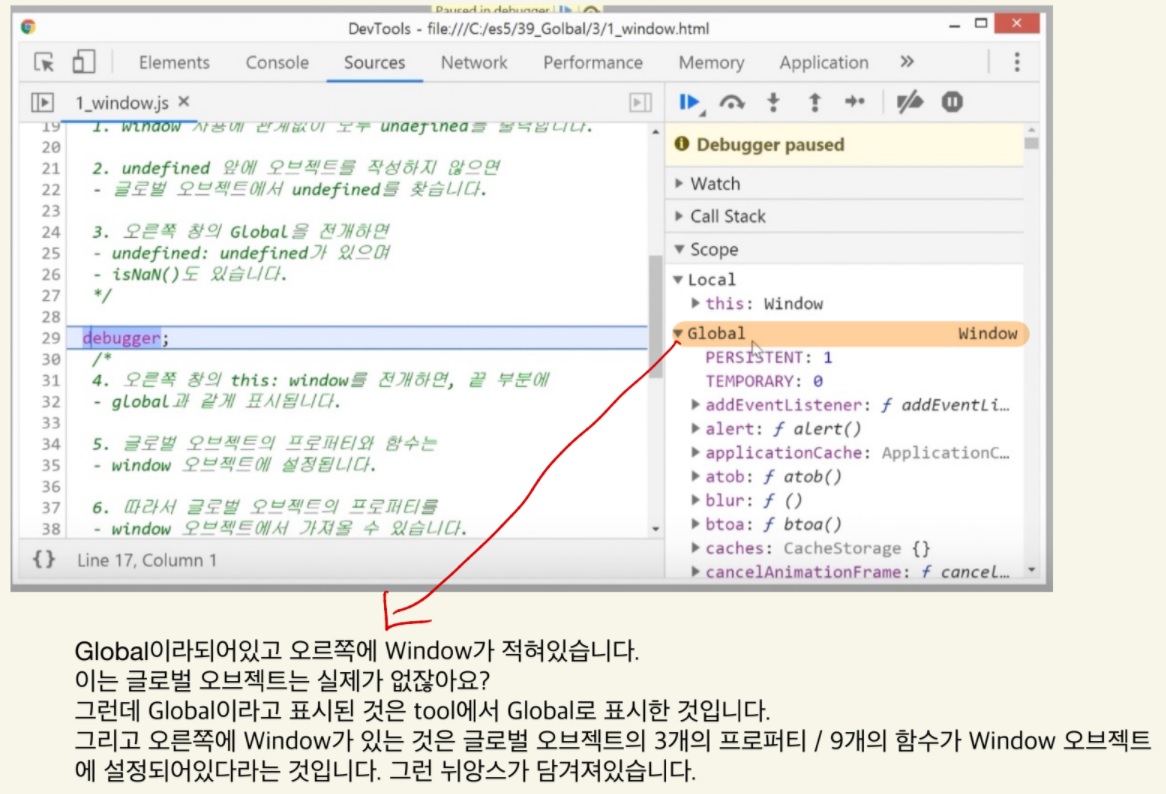 Paused in debugger
DevTools - file:///C:/es5/39_Golbal/3/1_window.html
Elements Console Sources Network Performance Memory Application »
1_window.js ×
19 1. window 사용에 관계없이 모두 undefined를 출력합니다.
20
21 2. undefined 앞에 오브젝트를 작성하지 않으면
22 - 글로벌 오브젝트에서 undefined를 찾습니다.
23
24 3. 오른쪽 창의 Global을 전개하면
25 - undefined: undefined가 있으며
26 - isNaN()도 있습니다.
27 */
28
29 debugger;
30 /*
31 4. 오른쪽 창의 this: window를 전개하면, 끝 부분에
32 - global과 같게 표시됩니다.
33
34 5. 글로벌 오브젝트의 프로퍼티와 함수는
35 - window 오브젝트에 설정됩니다.
36
37 6. 따라서 글로벌 오브젝트의 프로퍼티를
38 - window 오브젝트에서 가져올 수 있습니다.
{} Line 17, Column 1
Debugger paused
Watch
Call Stack
Scope
Local
this: Window
Global Window
PERSISTENT: 1
TEMPORARY: 0
addEventListener: ƒ addEventLi…
alert: ƒ alert()
applicationCache: ApplicationC…
atob: ƒ atob()
blur: ƒ ()
btoa: ƒ btoa()
caches: CacheStorage {}
cancelAnimationFrame: ƒ cancel…
Global이라되어있고 오르쪽에 Window가 적혀있습니다.
이는 글로벌 오브젝트는 실제가 없잖아요?
그런데 Global이라고 표시된 것은 tool에서 Global로 표시한 것입니다.
그리고 오른쪽에 Window가 있는 것은 글로벌 오브젝트의 3개의 프로퍼티 / 9개의 함수가 Window 오브젝트
에 설정되어있다라는 것입니다. 그런 뉘앙스가 담겨져있습니다.